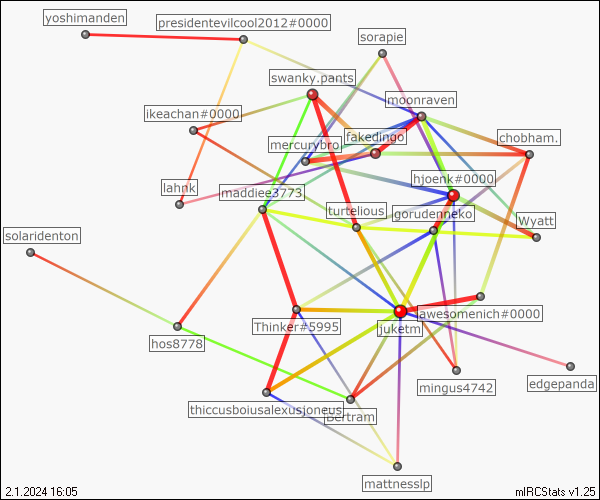 yoshimanden
presidentevilcool2012#0000
sorapie
swanky.pants
moonraven
ikeachan#0000
fakedingo
chobham.
mercurybro
hjoenk#0000
lahnk
maddiee3773
turtelious
gorudenneko
Wyatt
solaridenton
awesomenich#0000
Thinker#5995
juketm
hos8778
mingus4742
edgepanda
thiccusboiusalexusjoneus
Bertram
mattnesslp
2.1.2024 16:05
mIRCStats v1.25